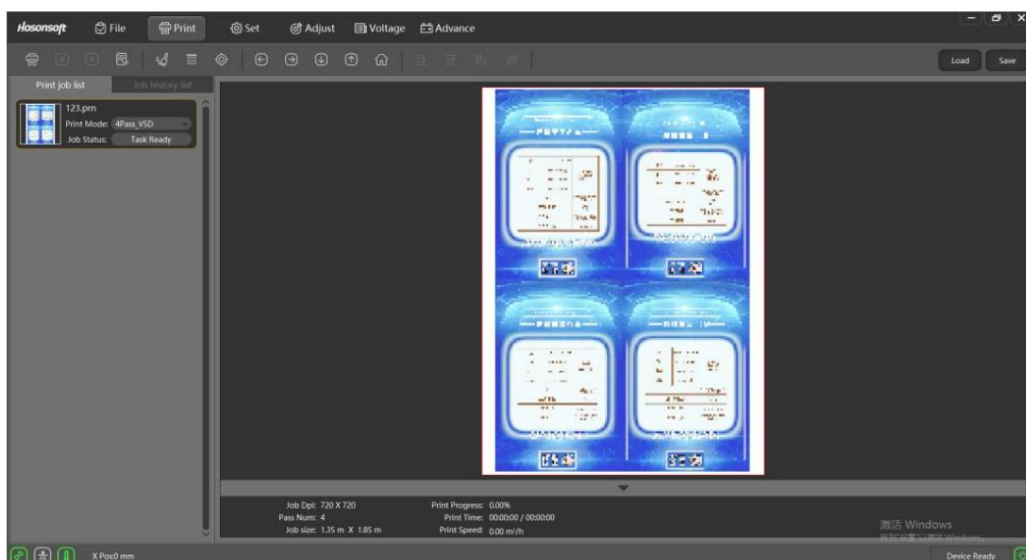 Hosonsoft File Print Set Adjust Voltage Advance
Load Save
Print job list Job history list
123.prn
Print Mode: 4Pass_VSD
Job Status: Task Ready
Job Dpi: 720 X 720 Print Progress: 0.00%
Pass Num: 4 Print Time: 00:00:00 / 00:00:00
Job size: 1.35 m X 1.85 m Print Speed: 0.00 m²/h
激活 Windows
X Pos:0 mm Device Ready